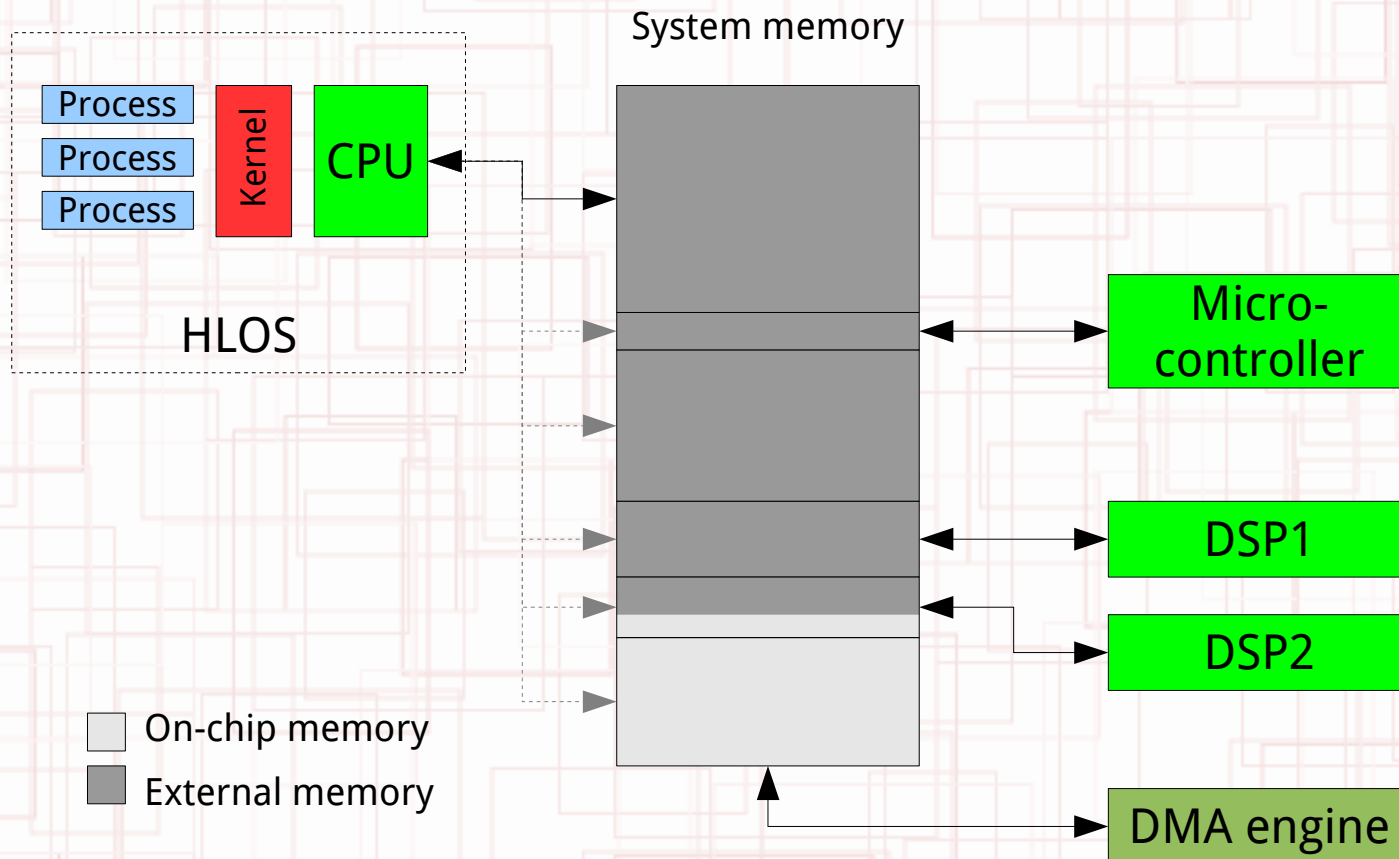 System memory
Process
Process
Process
Kernel
CPU
HLOS
Micro-
controller
DSP1
DSP2
DMA engine
On-chip memory
External memory